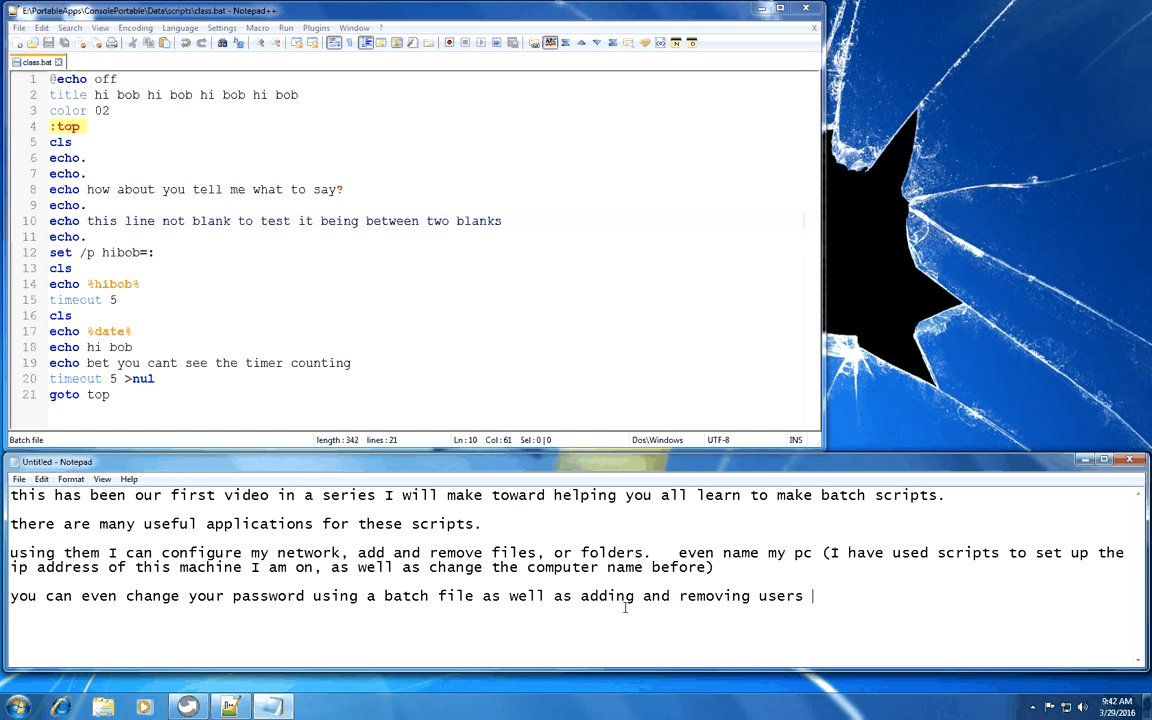 E:\PortableApps\ConsolePortable\Data\scripts\class.bat - Notepad++
File Edit Search View Encoding Language Settings Macro Run Plugins Window ?
X
class.bat
1 @echo off
2 title hi bob hi bob hi bob hi bob
3 color 02
4 :top
5 cls
6 echo.
7 echo.
8 echo how about you tell me what to say?
9 echo.
10 echo this line not blank to test it being between two blanks
11 echo.
12 set /p hibob=:
13 cls
14 echo %hibob%
15 timeout 5
16 cls
17 echo %date%
18 echo hi bob
19 echo bet you cant see the timer counting
20 timeout 5 >nul
21 goto top
Batch file length : 342 lines : 21 Ln : 10 Col : 61 Sel : 0 | 0 Dos\Windows UTF-8 INS
Untitled - Notepad
File Edit Format View Help
this has been our first video in a series I will make toward helping you all learn to make batch scripts.
there are many useful applications for these scripts.
using them I can configure my network, add and remove files, or folders. even name my pc (I have used scripts to set up the
ip address of this machine I am on, as well as change the computer name before)
you can even change your password using a batch file as well as adding and removing users
9:42 AM
3/29/2016